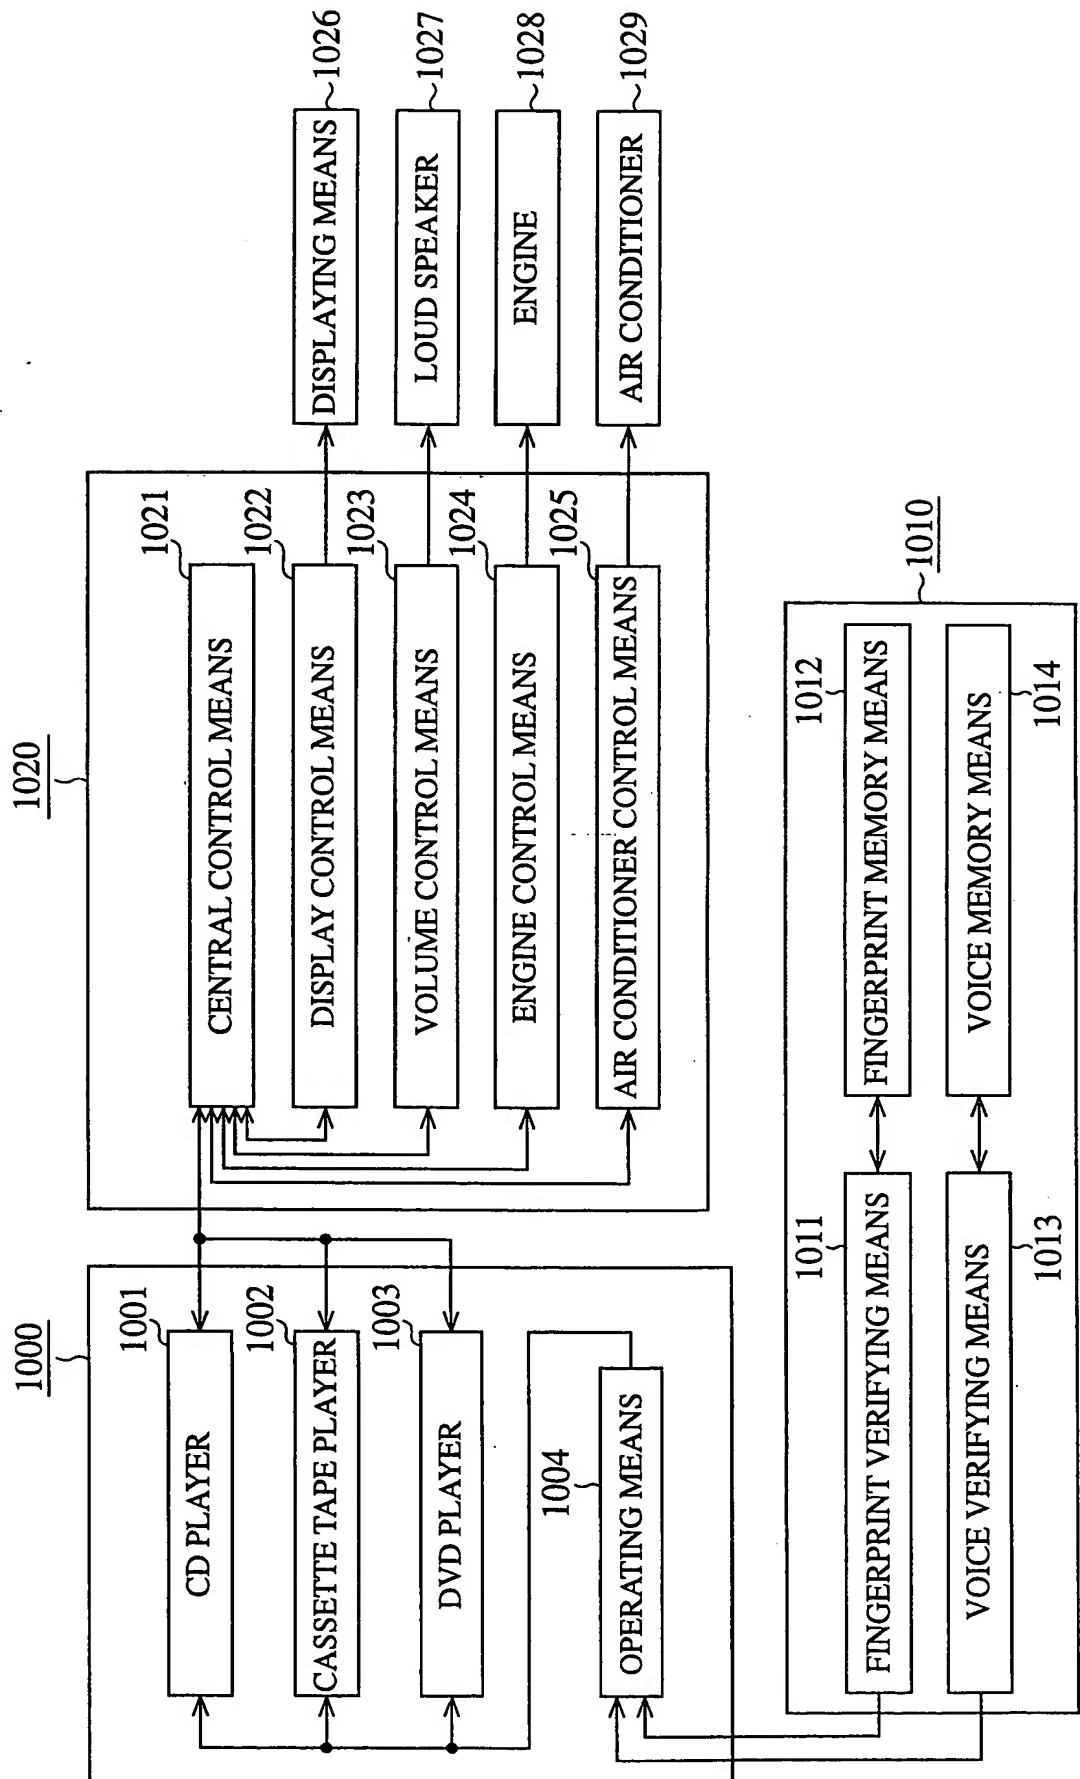 1000
1001
CD PLAYER
1002
CASSETTE TAPE PLAYER
1003
DVD PLAYER
1004
OPERATING MEANS
1020
1021
CENTRAL CONTROL MEANS
1022
DISPLAY CONTROL MEANS
1023
VOLUME CONTROL MEANS
1024
ENGINE CONTROL MEANS
1025
AIR CONDITIONER CONTROL MEANS
DISPLAYING MEANS
1026
LOUD SPEAKER
1027
ENGINE
1028
AIR CONDITIONER
1029
1010
1011
FINGERPRINT VERIFYING MEANS
1012
FINGERPRINT MEMORY MEANS
VOICE VERIFYING MEANS
1013
VOICE MEMORY MEANS
1014